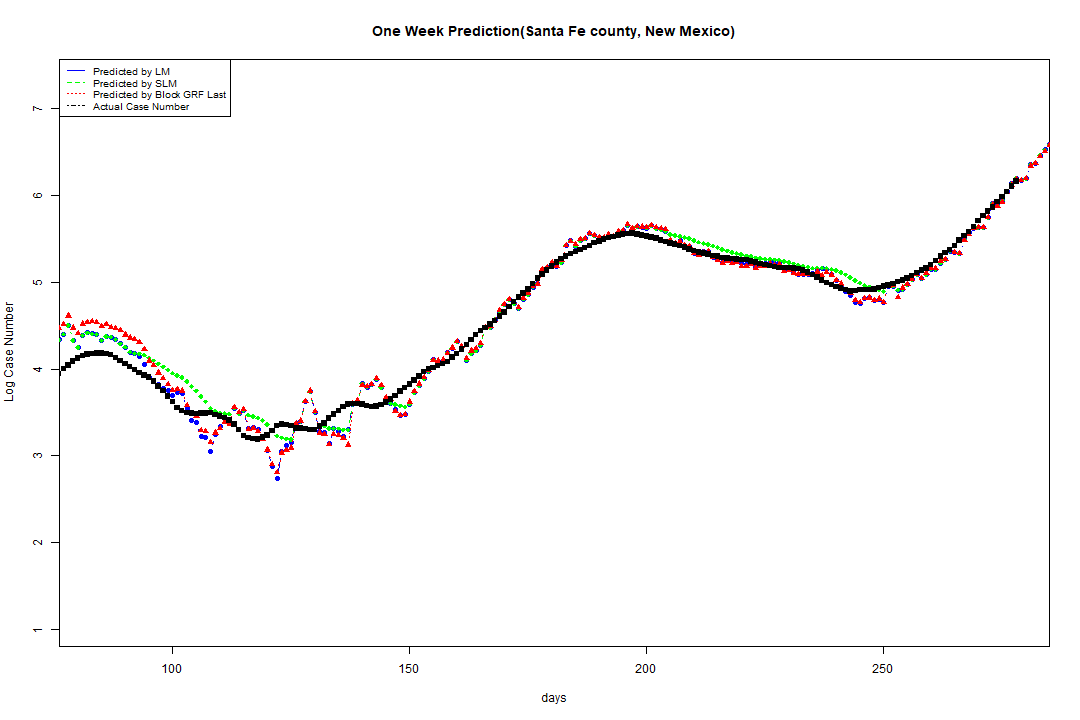 One Week Prediction(Santa Fe county, New Mexico)
Predicted by LM
Predicted by SLM
Predicted by Block GRF Last
Actual Case Number
7
6
5
4
3
2
1
Log Case Number
100 150 200 250
days